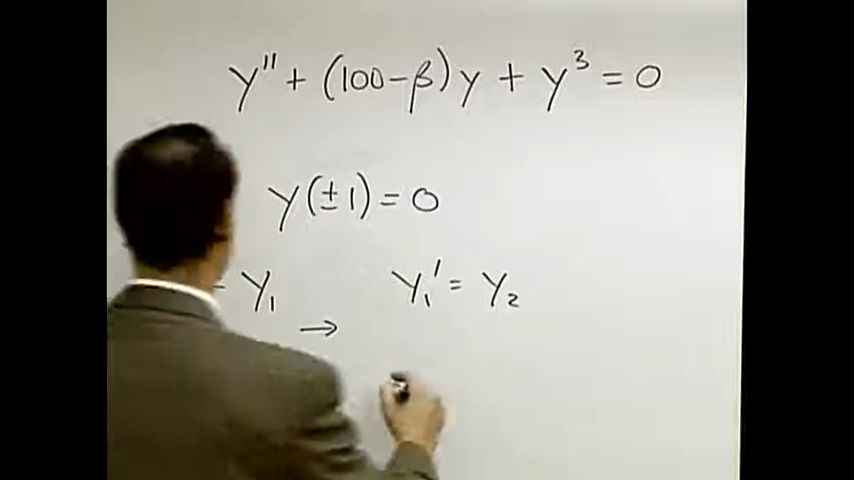 y'' + (100-β)y + y³ = 0
y(±1) = 0
y₁ → y₁' = y₂